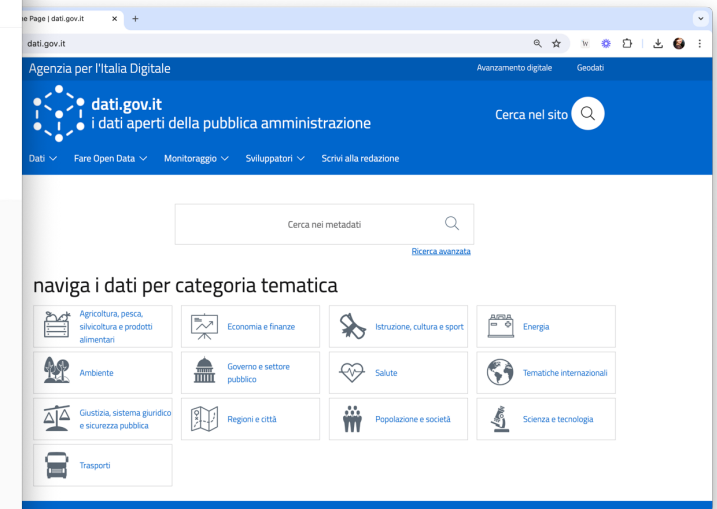 e Page | dati.gov.it
dati.gov.it
Agenzia per l'Italia Digitale
Avanzamento digitale
Geodati
dati.gov.it
i dati aperti della pubblica amministrazione
Cerca nel sito
Dati
Fare Open Data
Monitoraggio
Sviluppatori
Scrivi alla redazione
Cerca nei metadati
Ricerca avanzata
naviga i dati per categoria tematica
Agricoltura, pesca,
silvicoltura e prodotti
alimentari
Economia e finanze
Istruzione, cultura e sport
Energia
Ambiente
Governo e settore
pubblico
Salute
Tematiche internazionali
Giustizia, sistema giuridico
e sicurezza pubblica
Regioni e città
Popolazione e società
Scienza e tecnologia
Trasporti